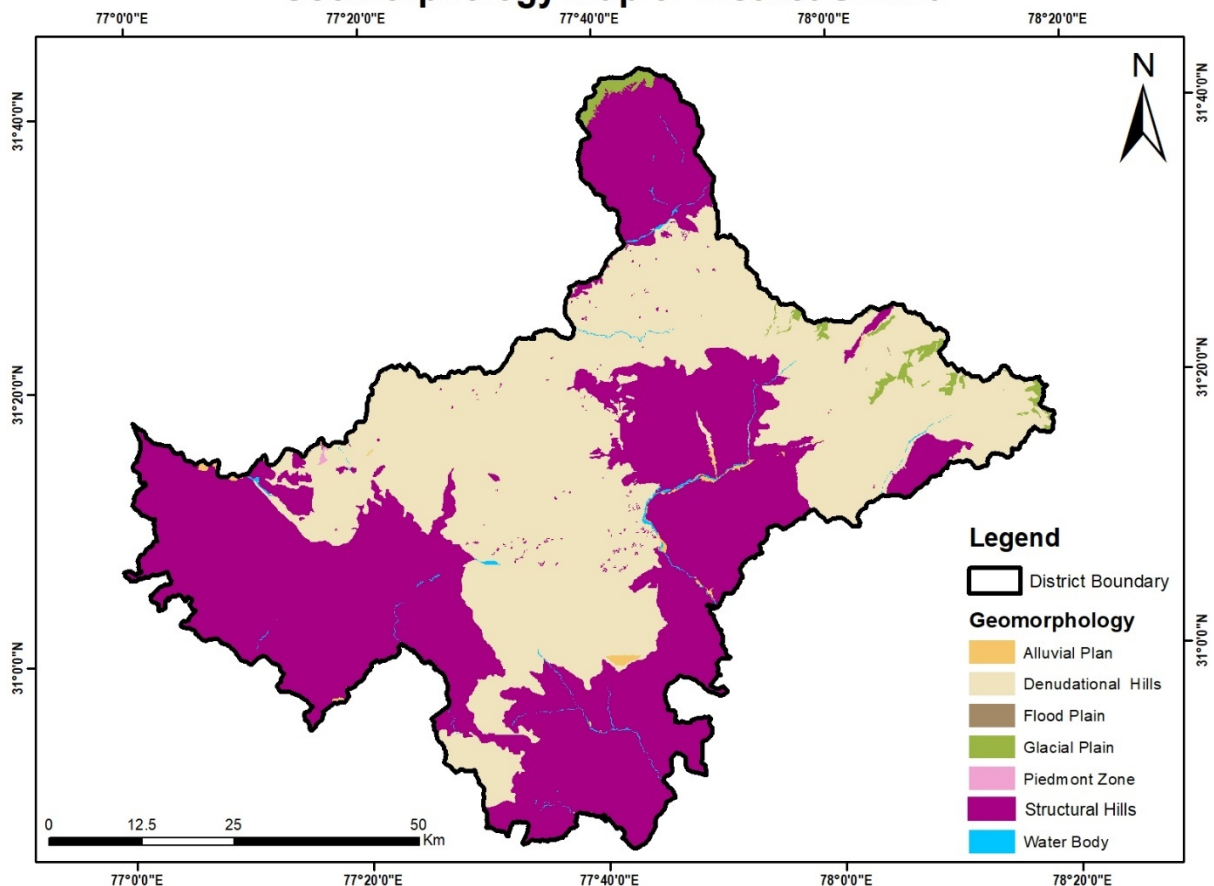 77°0'0"E 77°20'0"E 77°40'0"E 78°0'0"E 78°20'0"E
31°40'0"N
31°20'0"N
31°0'0"N
31°40'0"N
31°20'0"N
31°0'0"N
N
Legend
District Boundary
Geomorphology
Alluvial Plan
Denudational Hills
Flood Plain
Glacial Plain
Piedmont Zone
Structural Hills
Water Body
0 12.5 25 50
Km
77°0'0"E 77°20'0"E 77°40'0"E 78°0'0"E 78°20'0"E